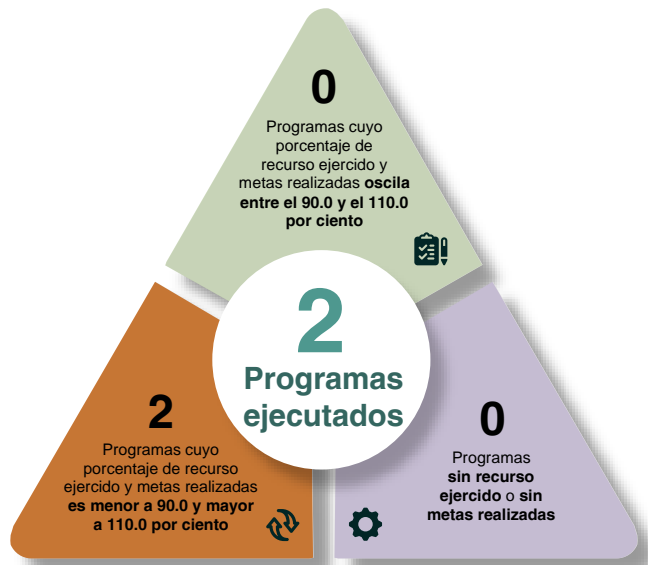 0
Programas cuyo
porcentaje de
recurso ejercido y
metas realizadas oscila
entre el 90.0 y el 110.0
por ciento
2
Programas
ejecutados
2
Programas cuyo
porcentaje de recurso
ejercido y metas realizadas
es menor a 90.0 y mayor
a 110.0 por ciento
0
Programas
sin recurso
ejercido o sin
metas realizadas